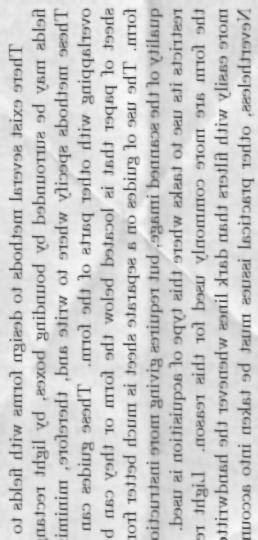 There exist several methods to design forms with fields to
fields may be surrounded by bounding boxes, by light rectang
These methods specify where to write and, therefore, minimi
overlapping with other parts of the form. These guides can
sheet of paper that is located below the form or they can b
form. The use of guides on a separate sheet is much better fro
quality of the scanned image, but requires giving more instructio
restricts its use to tasks where this type of acquisition is used.
the form are more commonly used for this reason. Light re
more easily with filters than dark lines whenever the handwritte
Nevertheless, other practical issues must be taken into accoun